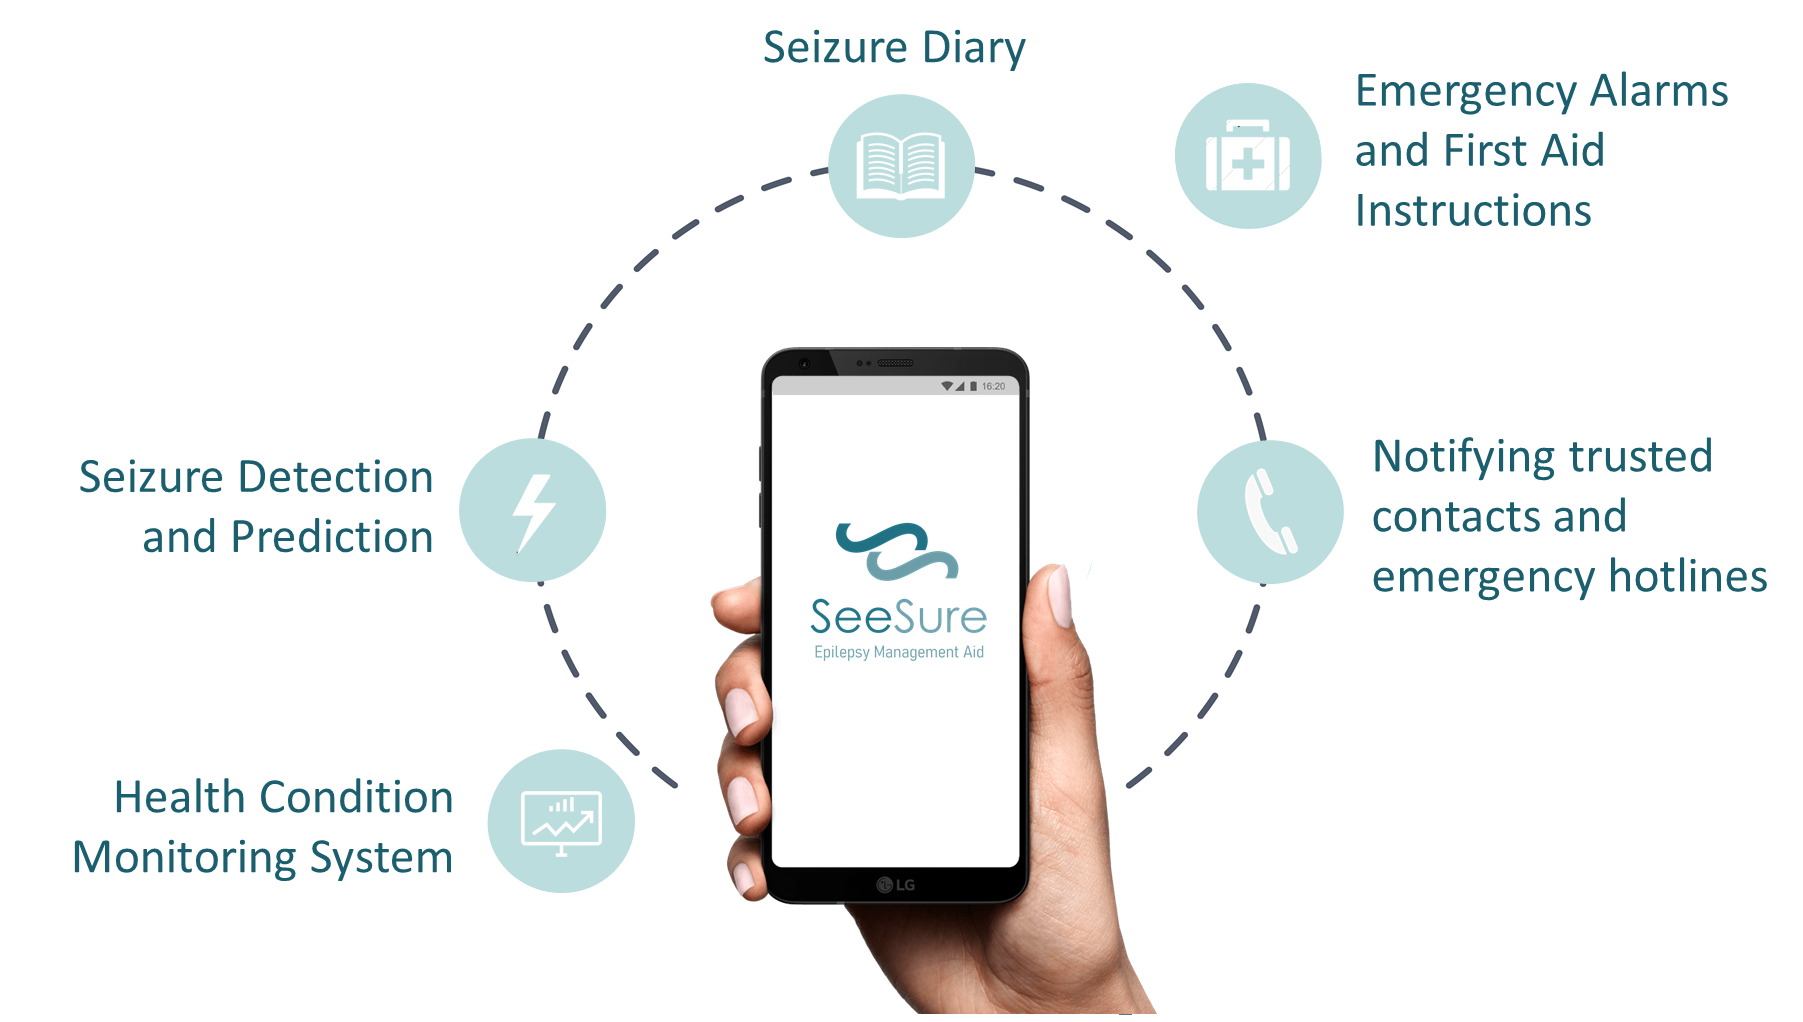 Seizure Diary
Emergency Alarms
and First Aid
Instructions
16:20
Seizure Detection
and Prediction
Notifying trusted
contacts and
emergency hotlines
SeeSure
Epilepsy Management Aid
Health Condition
Monitoring System
LG